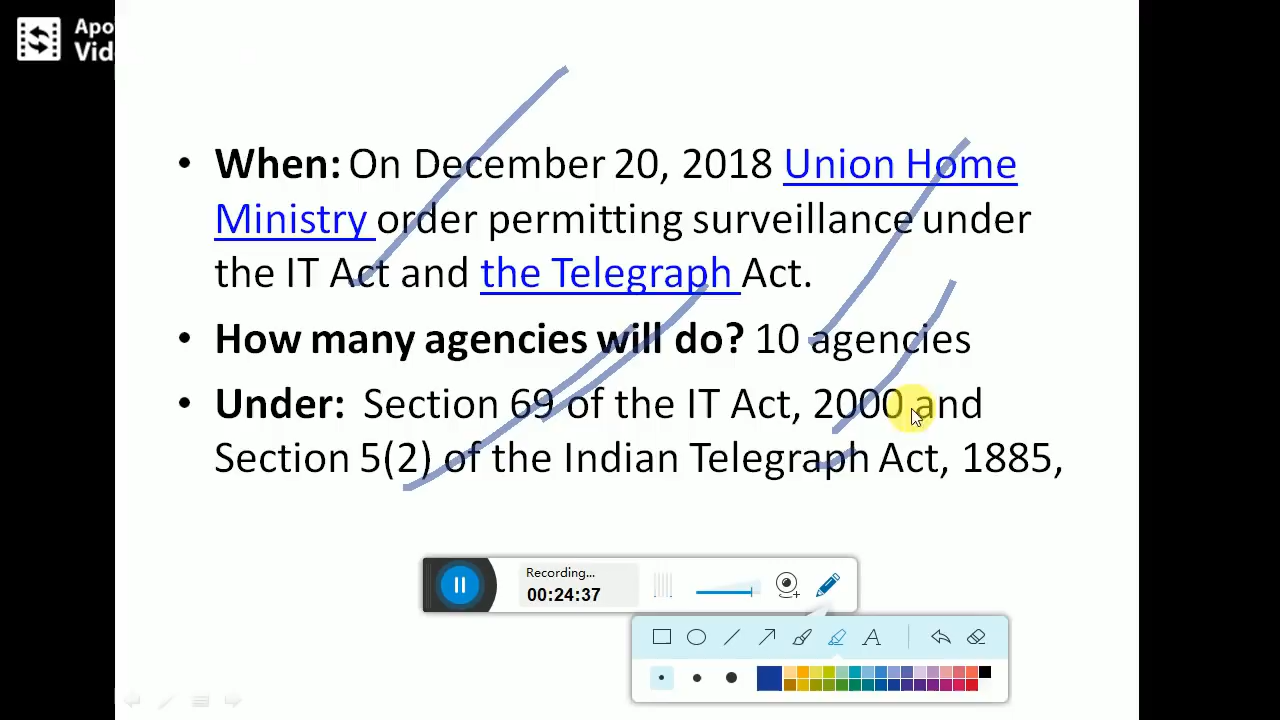 Apo
Vid
• When: On December 20, 2018 Union Home
Ministry order permitting surveillance under
the IT Act and the Telegraph Act.
• How many agencies will do? 10 agencies
• Under: Section 69 of the IT Act, 2000 and
Section 5(2) of the Indian Telegraph Act, 1885,
Recording...
00:24:37
A